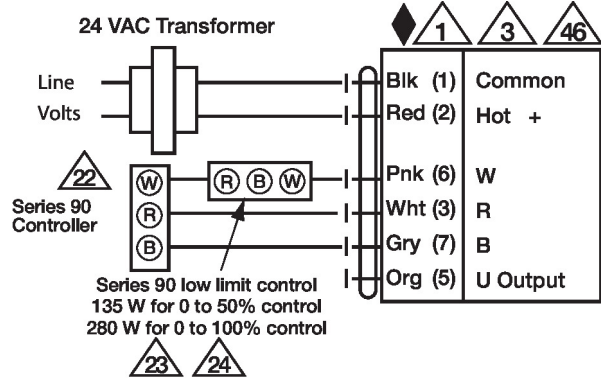 24 VAC Transformer
1 3 46
Line
Volts
Blk (1) Common
Red (2) Hot +
22
Series 90
Controller
W
R
B
R B W
Pnk (6) W
Wht (3) R
Gry (7) B
Org (5) U Output
Series 90 low limit control
135 W for 0 to 50% control
280 W for 0 to 100% control
23 24